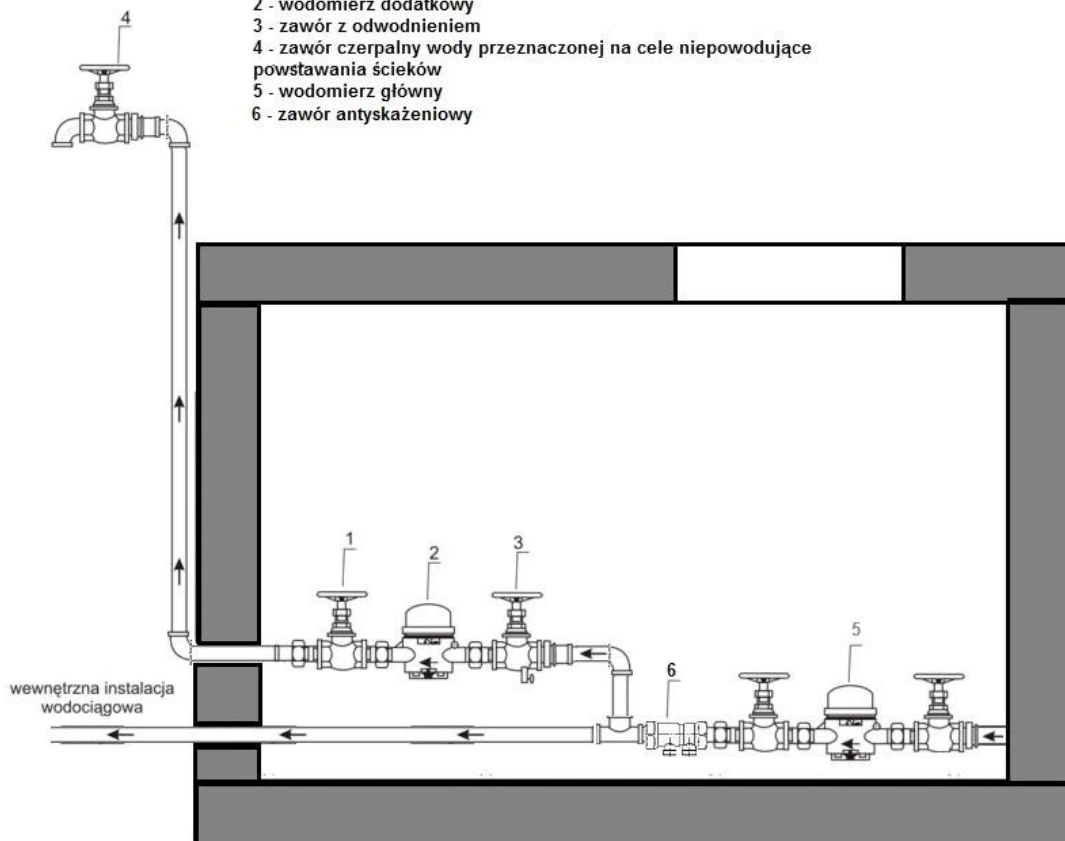 2 - wodomierz dodatkowy
3 - zawór z odwodnieniem
4 - zawór czerpalny wody przeznaczonej na cele niepowodujące
powstawania ścieków
5 - wodomierz główny
6 - zawór antyskażeniowy
4
1
2
3
5
6
wewnętrzna instalacja
wodociągowa